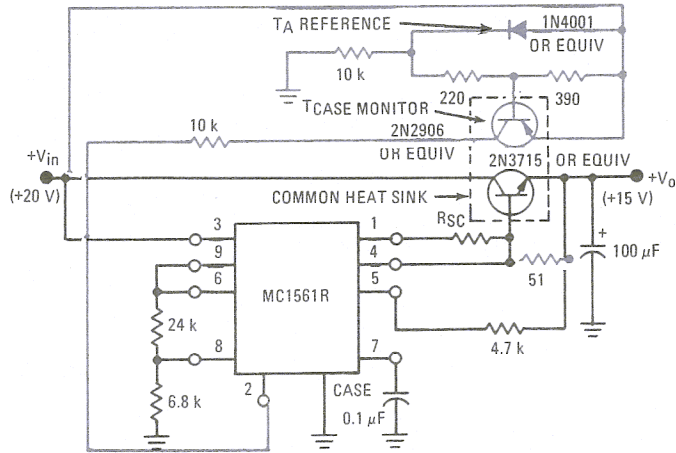 TA REFERENCE
1N4001
OR EQUIV
10 k
220
390
TCASE MONITOR
10 k
2N2906
OR EQUIV
+Vin
(+20 V)
2N3715
OR EQUIV
+Vo
(+15 V)
COMMON HEAT SINK
RSC
+
100 μF
3
1
9
4
51
6
5
MC1561R
24 k
4.7 k
8
7
2
CASE
6.8 k
0.1 μF